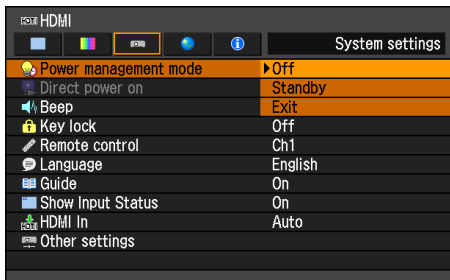 HDMI
System settings
Power management mode Off
Direct power on Standby
Beep Exit
Key lock Off
Remote control Ch1
Language English
Guide On
Show Input Status On
HDMI In Auto
Other settings